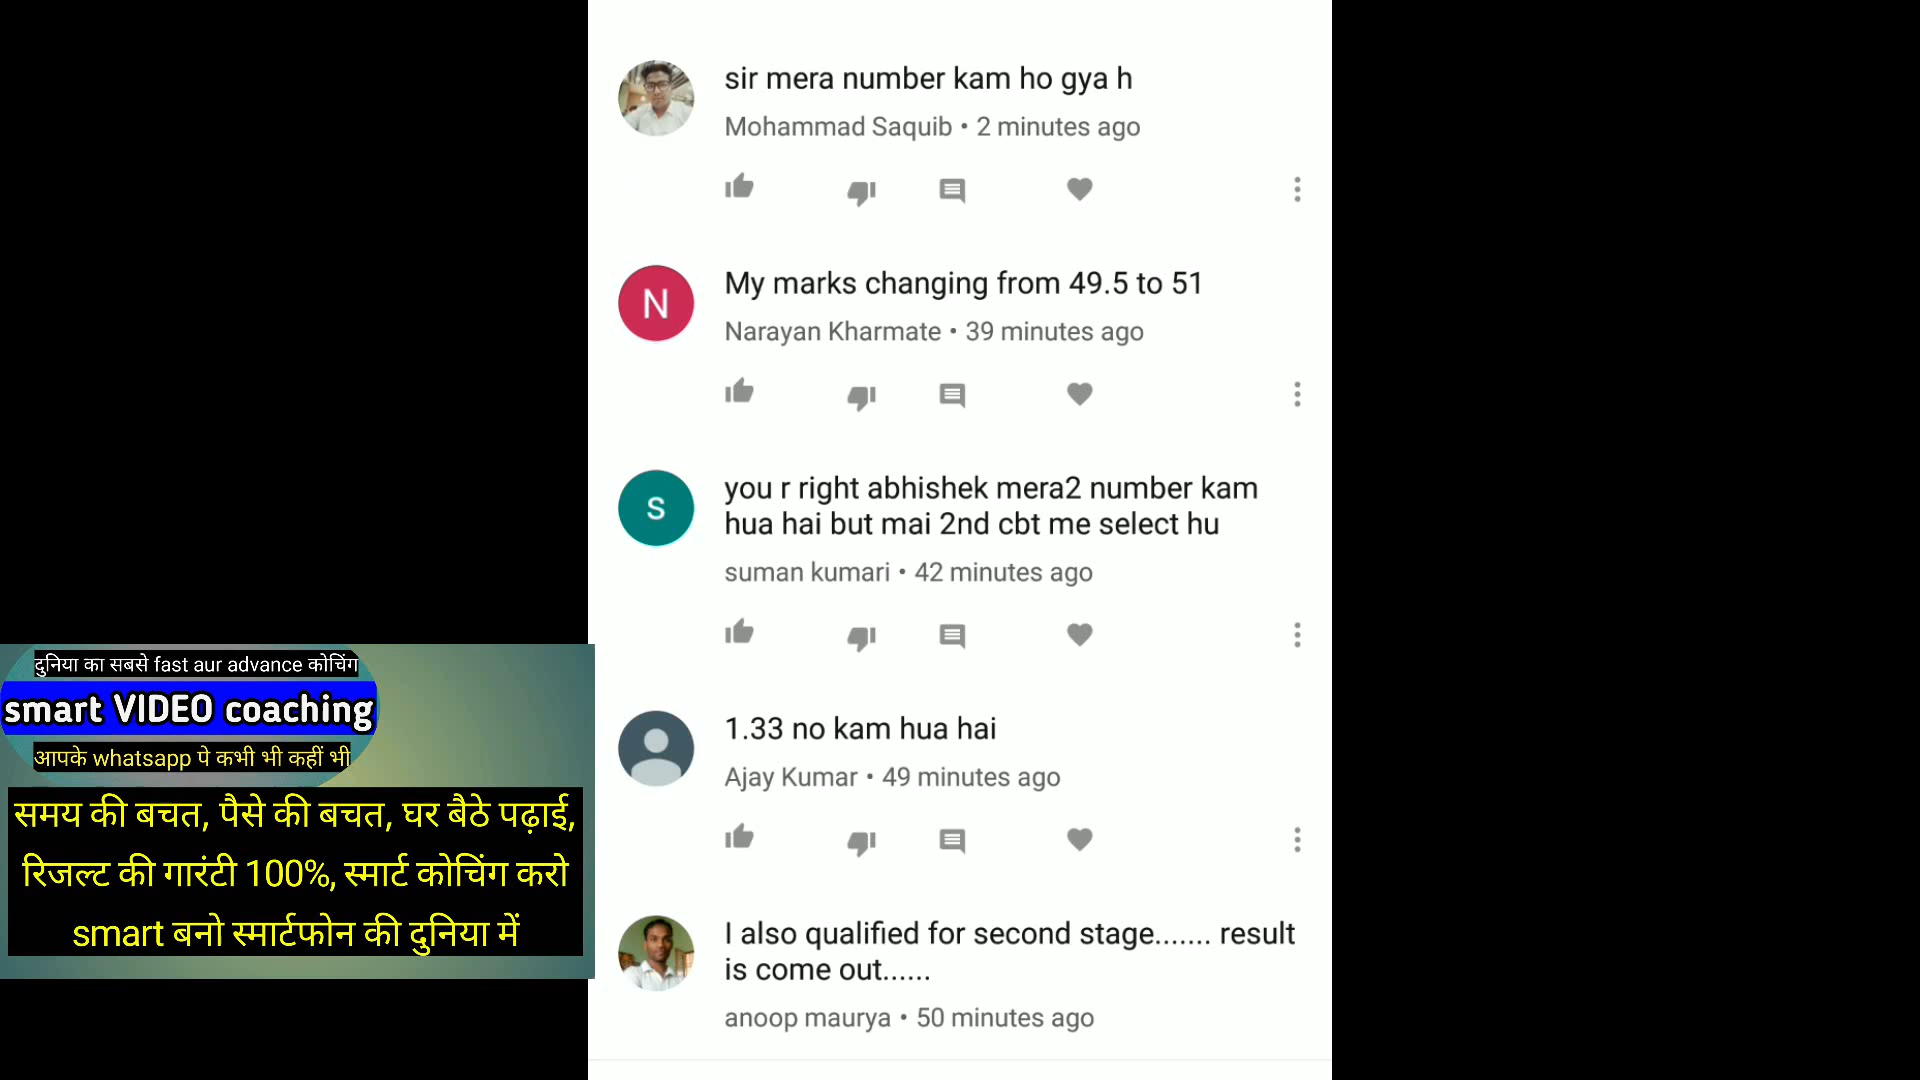 sir mera number kam ho gya h
Mohammad Saquib • 2 minutes ago
N
My marks changing from 49.5 to 51
Narayan Kharmate • 39 minutes ago
S
you r right abhishek mera2 number kam
hua hai but mai 2nd cbt me select hu
suman kumari • 42 minutes ago
1.33 no kam hua hai
Ajay Kumar • 49 minutes ago
I also qualified for second stage....... result
is come out......
anoop maurya • 50 minutes ago
दुनिया का सबसे fast aur advance कोचिंग
smart VIDEO coaching
आपके whatsapp पे कभी भी कहीं भी
समय की बचत, पैसे की बचत, घर बैठे पढ़ाई,
रिजल्ट की गारंटी 100%, स्मार्ट कोचिंग करो
smart बनो स्मार्टफोन की दुनिया में